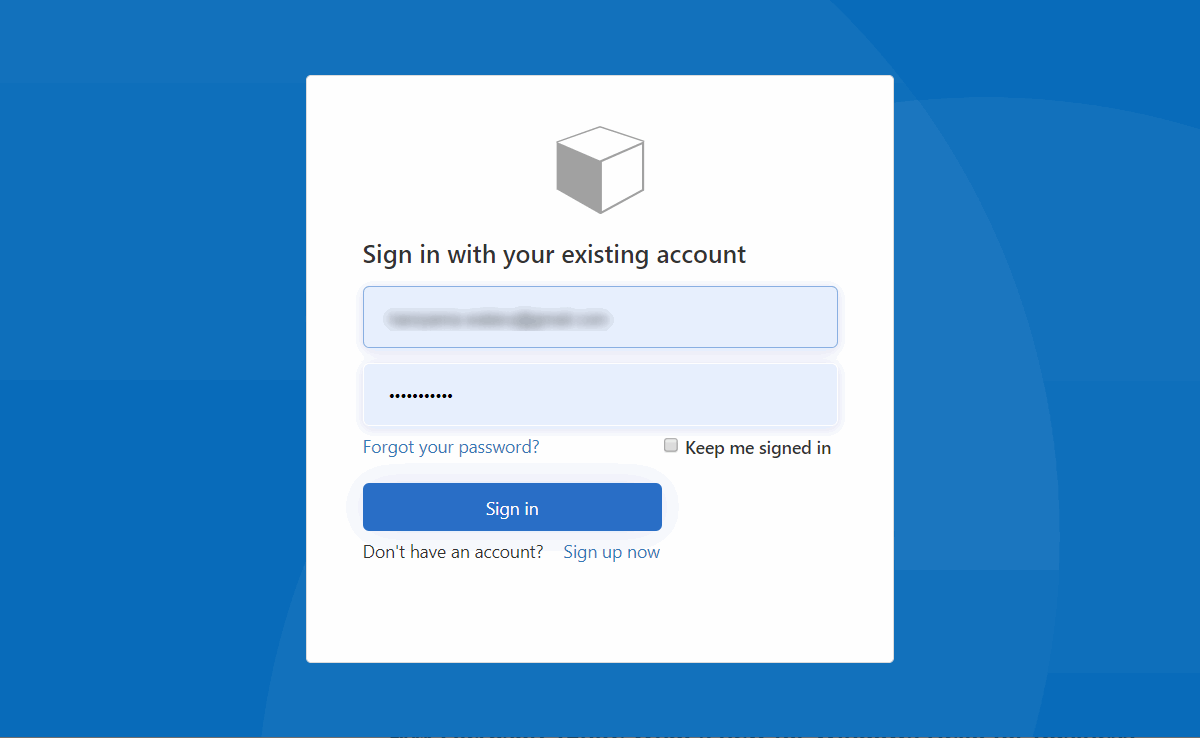 Sign in with your existing account
•••••••••••
Forgot your password?
Keep me signed in
Sign in
Don't have an account? Sign up now